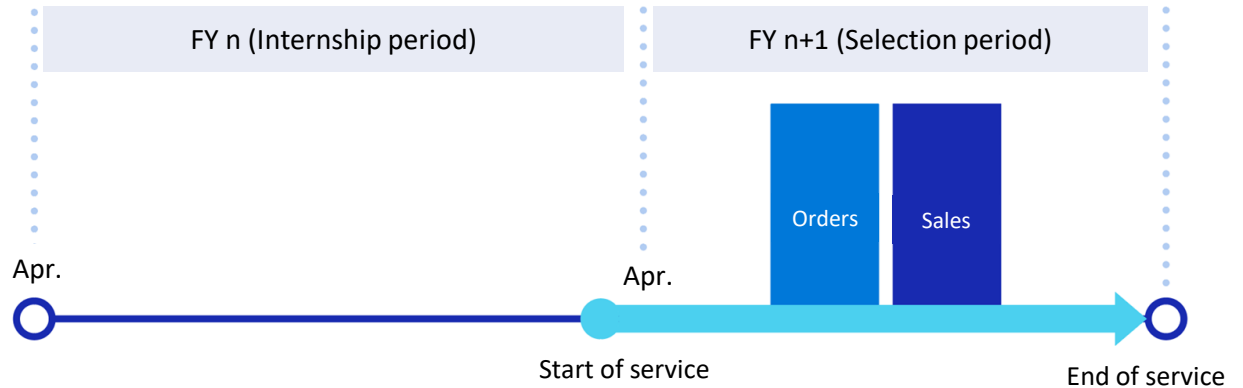 FY n (Internship period)
FY n+1 (Selection period)
Orders
Sales
Apr.
Apr.
Start of service
End of service